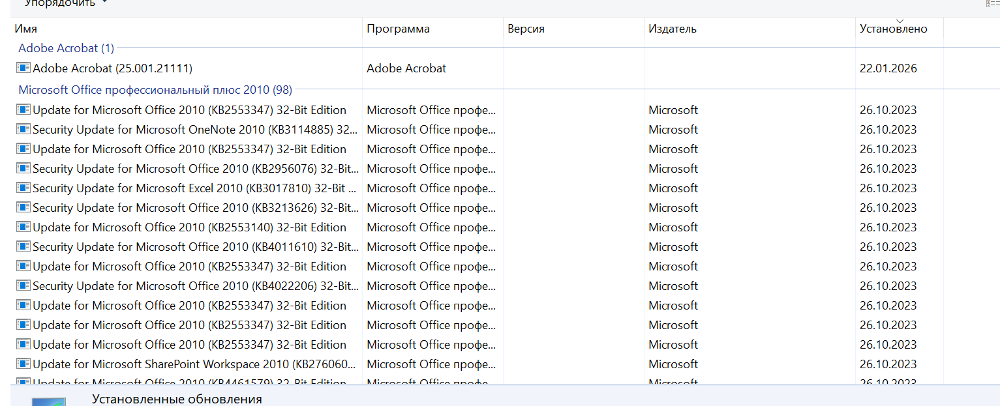 Упорядочить
Имя Программа Версия Издатель Установлено
Adobe Acrobat (1)
Adobe Acrobat (25.001.21111) Adobe Acrobat 22.01.2026
Microsoft Office профессиональный плюс 2010 (98)
Update for Microsoft Office 2010 (KB2553347) 32-Bit Edition Microsoft Office профе... Microsoft 26.10.2023
Security Update for Microsoft OneNote 2010 (KB3114885) 32... Microsoft Office профе... Microsoft 26.10.2023
Update for Microsoft Office 2010 (KB2553347) 32-Bit Edition Microsoft Office профе... Microsoft 26.10.2023
Security Update for Microsoft Office 2010 (KB2956076) 32-Bit... Microsoft Office профе... Microsoft 26.10.2023
Security Update for Microsoft Excel 2010 (KB3017810) 32-Bit ... Microsoft Office профе... Microsoft 26.10.2023
Security Update for Microsoft Office 2010 (KB3213626) 32-Bit... Microsoft Office профе... Microsoft 26.10.2023
Update for Microsoft Office 2010 (KB2553140) 32-Bit Edition Microsoft Office профе... Microsoft 26.10.2023
Security Update for Microsoft Office 2010 (KB4011610) 32-Bit... Microsoft Office профе... Microsoft 26.10.2023
Update for Microsoft Office 2010 (KB2553347) 32-Bit Edition Microsoft Office профе... Microsoft 26.10.2023
Security Update for Microsoft Office 2010 (KB4022206) 32-Bit... Microsoft Office профе... Microsoft 26.10.2023
Update for Microsoft Office 2010 (KB2553347) 32-Bit Edition Microsoft Office профе... Microsoft 26.10.2023
Update for Microsoft Office 2010 (KB2553347) 32-Bit Edition Microsoft Office профе... Microsoft 26.10.2023
Update for Microsoft Office 2010 (KB2553347) 32-Bit Edition Microsoft Office профе... Microsoft 26.10.2023
Update for Microsoft SharePoint Workspace 2010 (KB276060... Microsoft Office профе... Microsoft 26.10.2023
Update for Microsoft Office 2010 (KB4461579) 32-Bit Edition Microsoft Office профе... Microsoft 26.10.2023
Установленные обновления